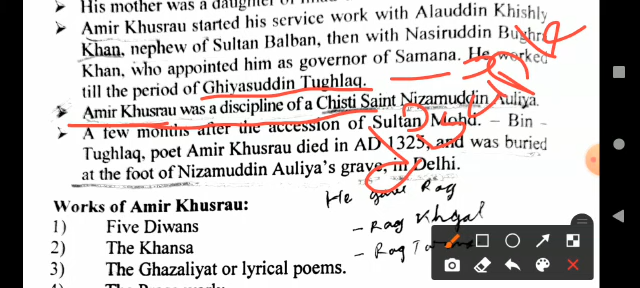 His mother was a daughter of
➤ Amir Khusrau started his service work with Alauddin Khishly
Khan, nephew of Sultan Balban, then with Nasiruddin Bughra
Khan, who appointed him as governor of Samana. He worked
till the period of Ghiyasuddin Tughlaq.
➤ Amir Khusrau was a discipline of a Chisti Saint Nizamuddin Auliya.
➤ A few months after the accession of Sultan Mohd. – Bin –
Tughlaq, poet Amir Khusrau died in AD 1325, and was buried
at the foot of Nizamuddin Auliya's grave, in Delhi.
He gave Rag
- Rag Khyal
- Rag
Works of Amir Khusrau:
1) Five Diwans
2) The Khansa
3) The Ghazaliyat or lyrical poems.